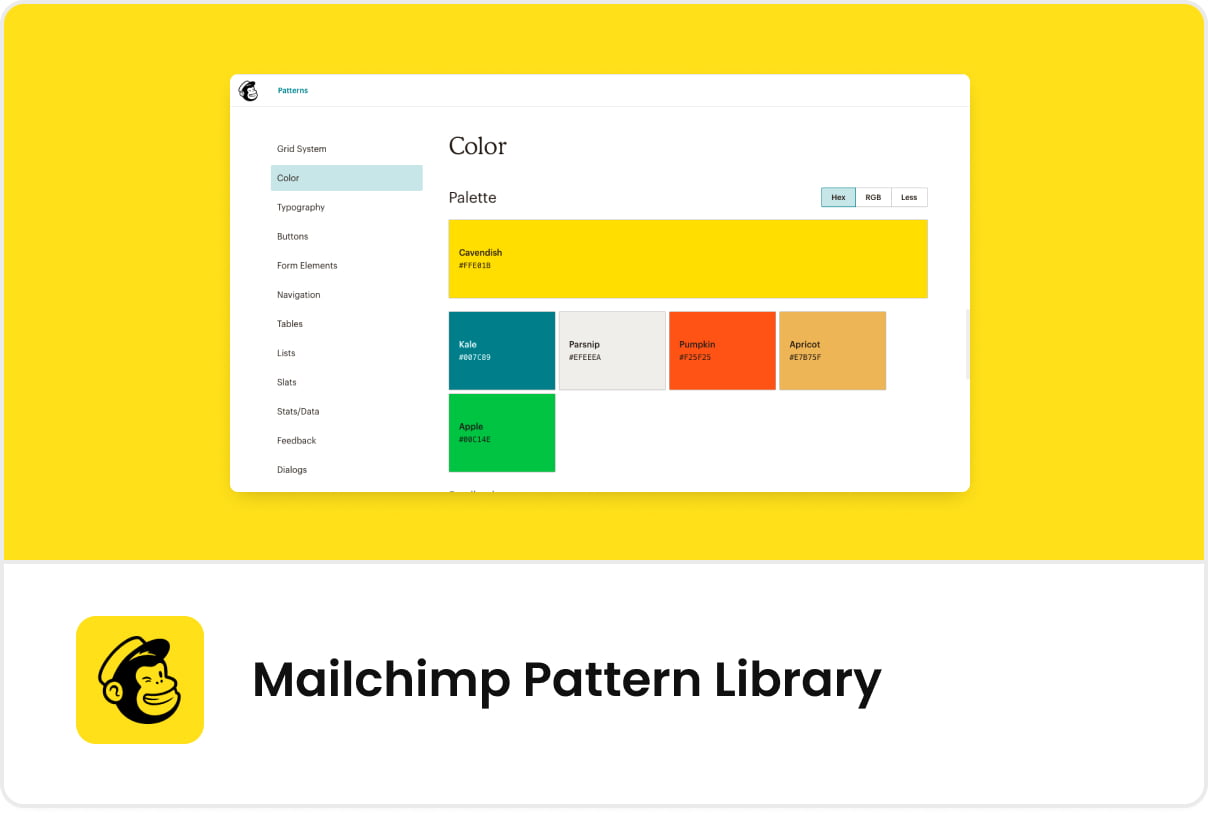 Patterns
Grid System
Color
Typography
Buttons
Form Elements
Navigation
Tables
Lists
Slats
Stats/Data
Feedback
Dialogs
Color
Palette
Hex RGB Less
Cavendish
#FFE01B
Kale
#007C89
Parsnip
#EFEEEA
Pumpkin
#F25F25
Apricot
#E7B75F
Apple
#00C14E
Mailchimp Pattern Library